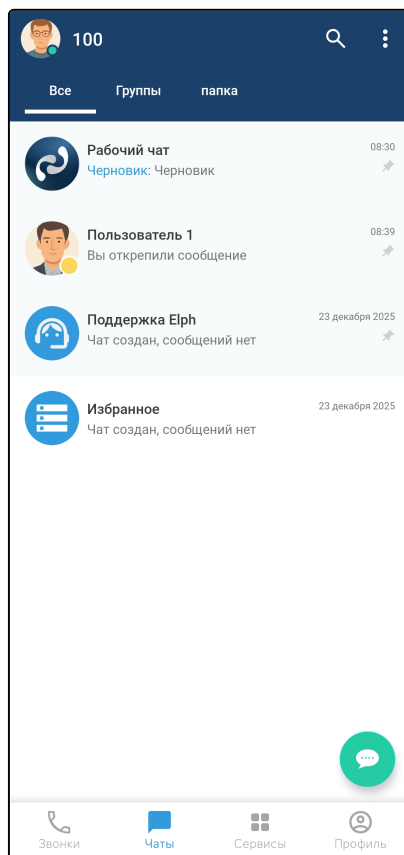 100
Все Группы папка
Рабочий чат 08:30
Черновик: Черновик
Пользователь 1 08:39
Вы открепили сообщение
Поддержка Elph 23 декабря 2025
Чат создан, сообщений нет
Избранное 23 декабря 2025
Чат создан, сообщений нет
Звонки Чаты Сервисы Профиль